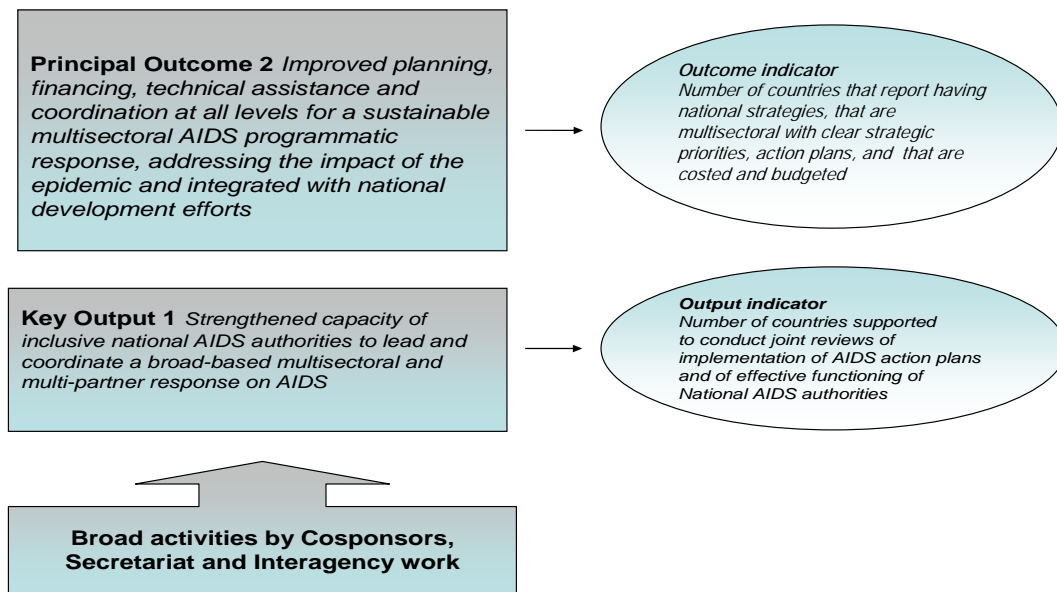 Principal Outcome 2 Improved planning,
financing, technical assistance and
coordination at all levels for a sustainable
multisectoral AIDS programmatic
response, addressing the impact of the
epidemic and integrated with national
development efforts
Outcome indicator
Number of countries that report having
national strategies, that are
multisectoral with clear strategic
priorities, action plans, and that are
costed and budgeted
Key Output 1 Strengthened capacity of
inclusive national AIDS authorities to lead and
coordinate a broad-based multisectoral and
multi-partner response on AIDS
Output indicator
Number of countries supported
to conduct joint reviews of
implementation of AIDS action plans
and of effective functioning of
National AIDS authorities
Broad activities by Cosponsors,
Secretariat and Interagency work